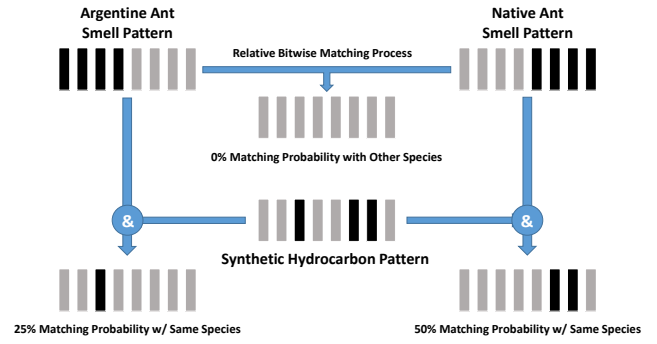 Argentine Ant
Smell Pattern
Native Ant
Smell Pattern
Relative Bitwise Matching Process
0% Matching Probability with Other Species
&
&
Synthetic Hydrocarbon Pattern
25% Matching Probability w/ Same Species
50% Matching Probability w/ Same Species